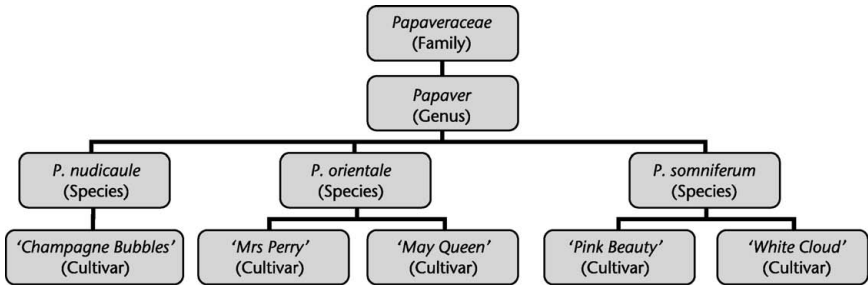 Papaveraceae
(Family)
Papaver
(Genus)
P. nudicaule
(Species)
P. orientale
(Species)
P. somniferum
(Species)
‘Champagne Bubbles’
(Cultivar)
‘Mrs Perry’
(Cultivar)
‘May Queen’
(Cultivar)
‘Pink Beauty’
(Cultivar)
‘White Cloud’
(Cultivar)